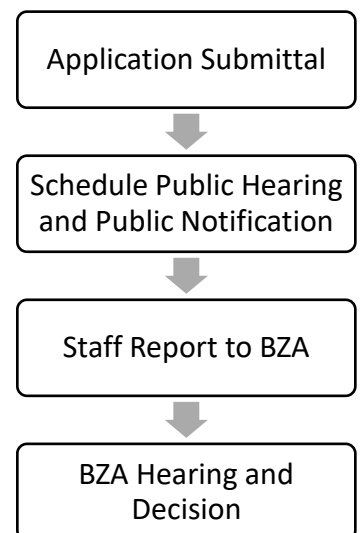 Application Submittal
Schedule Public Hearing
and Public Notification
Staff Report to BZA
BZA Hearing and
Decision